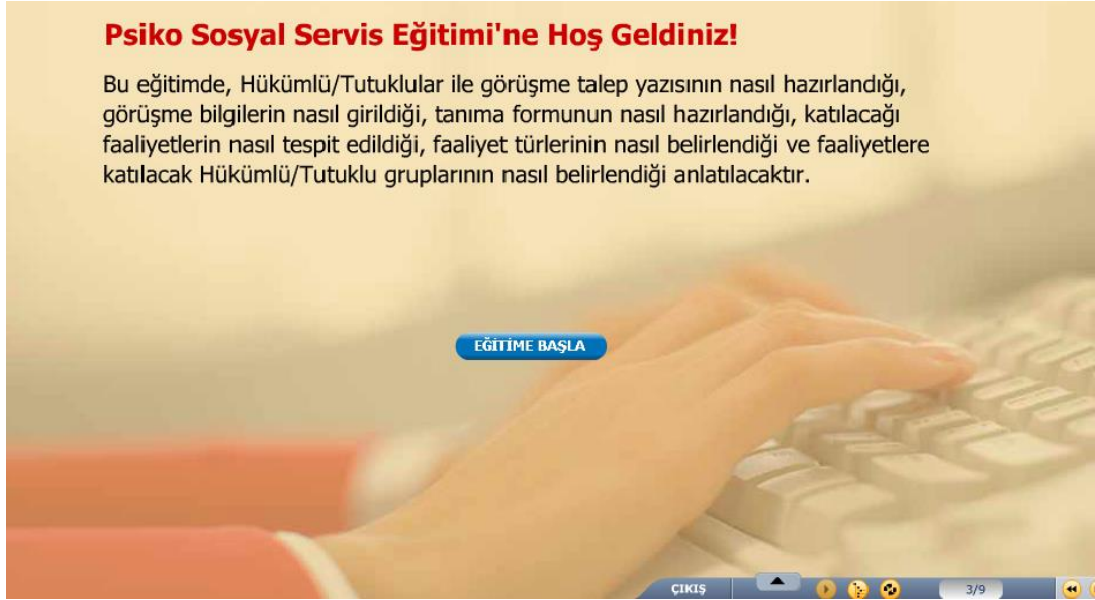 Psiko Sosyal Servis Eğitimi'ne Hoş Geldiniz!
Bu eğitimde, Hükümlü/Tutuklular ile görüşme talep yazısının nasıl hazırlandığı,
görüşme bilgilerin nasıl girildiği, tanıma formunun nasıl hazırlandığı, katılacağı
faaliyetlerin nasıl tespit edildiği, faaliyet türlerinin nasıl belirlendiği ve faaliyetlere
katılacak Hükümlü/Tutuklu gruplarının nasıl belirlendiği anlatılacaktır.
EĞİTİME BAŞLA
ÇIKIŞ
3/9